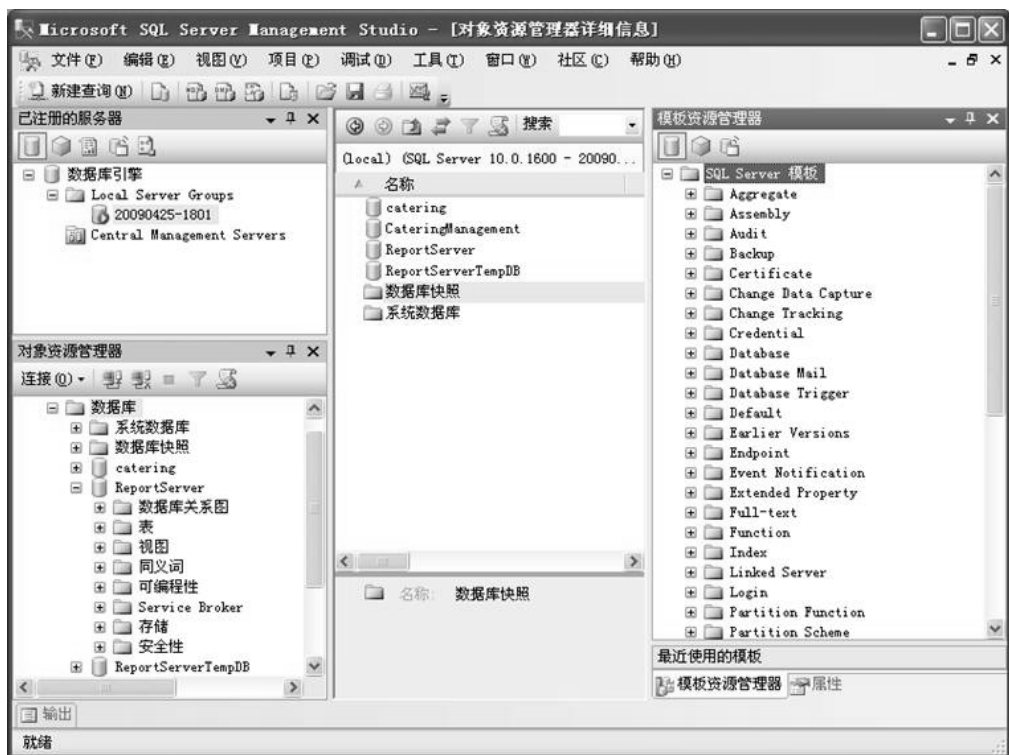 Microsoft SQL Server Management Studio - [对象资源管理器详细信息]
文件(F) 编辑(E) 视图(V) 项目(P) 调试(D) 工具(T) 窗口(W) 社区(C) 帮助(H)
新建查询(N)
已注册的服务器
数据库引擎
Local Server Groups
20090425-1801
Central Management Servers
对象资源管理器
连接(O)
数据库
系统数据库
数据库快照
catering
ReportServer
数据库关系图
表
视图
同义词
可编程性
Service Broker
存储
安全性
ReportServerTempDB
搜索
(local) (SQL Server 10.0.1600 - 20090...
名称
catering
CateringManagement
ReportServer
ReportServerTempDB
数据库快照
系统数据库
名称: 数据库快照
模板资源管理器
SQL Server 模板
Aggregate
Assembly
Audit
Backup
Certificate
Change Data Capture
Change Tracking
Credential
Database
Database Mail
Database Trigger
Default
Earlier Versions
Endpoint
Event Notification
Extended Property
Full-text
Function
Index
Linked Server
Login
Partition Function
Partition Scheme
最近使用的模板
模板资源管理器 属性
输出
就绪